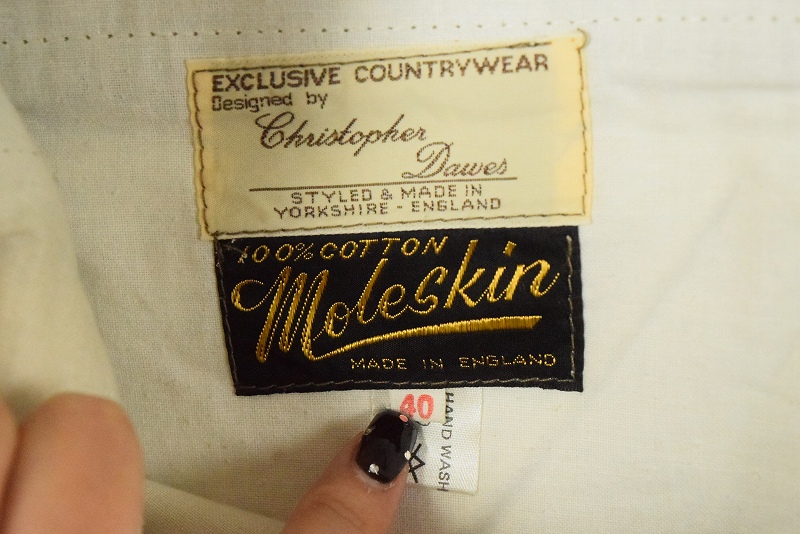 EXCLUSIVE COUNTRYWEAR
Designed by
Christopher
Dawes
STYLED & MADE IN
YORKSHIRE - ENGLAND
100% COTTON
Moleskin
MADE IN ENGLAND
40
HAND WASH